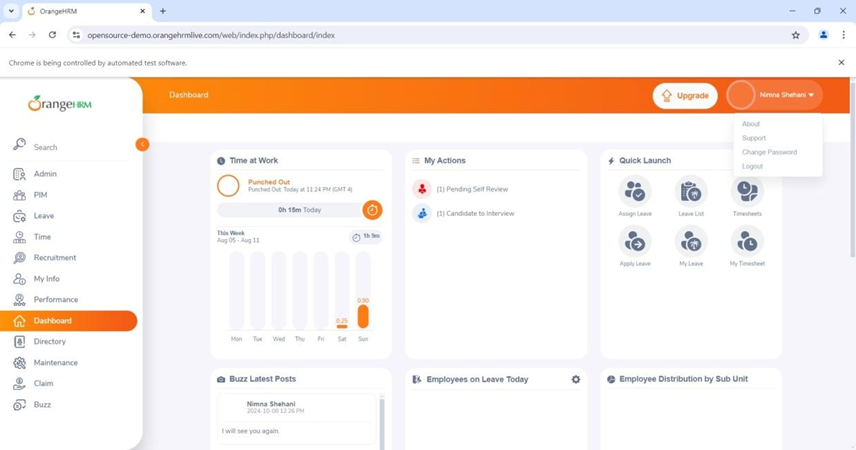 OrangeHRM
opensource-demo.orangehrmlive.com/web/index.php/dashboard/index
Chrome is being controlled by automated test software.
OrangeHRM
Dashboard
Upgrade
Nimna Shehani
About
Support
Change Password
Logout
Search
Admin
PIM
Leave
Time
Recruitment
My Info
Performance
Dashboard
Directory
Maintenance
Claim
Buzz
Time at Work
Punched Out
Punched Out: Today at 11:24 PM (GMT 4)
0h 15m Today
This Week
Aug 05 - Aug 11
1h 9m
0.25
0.90
Mon Tue Wed Thu Fri Sat Sun
My Actions
(1) Pending Self Review
(1) Candidate to Interview
Quick Launch
Assign Leave
Leave List
Timesheets
Apply Leave
My Leave
My Timesheet
Buzz Latest Posts
Nimna Shehani
2024-10-08 12:26 PM
I will see you again.
Employees on Leave Today
Employee Distribution by Sub Unit